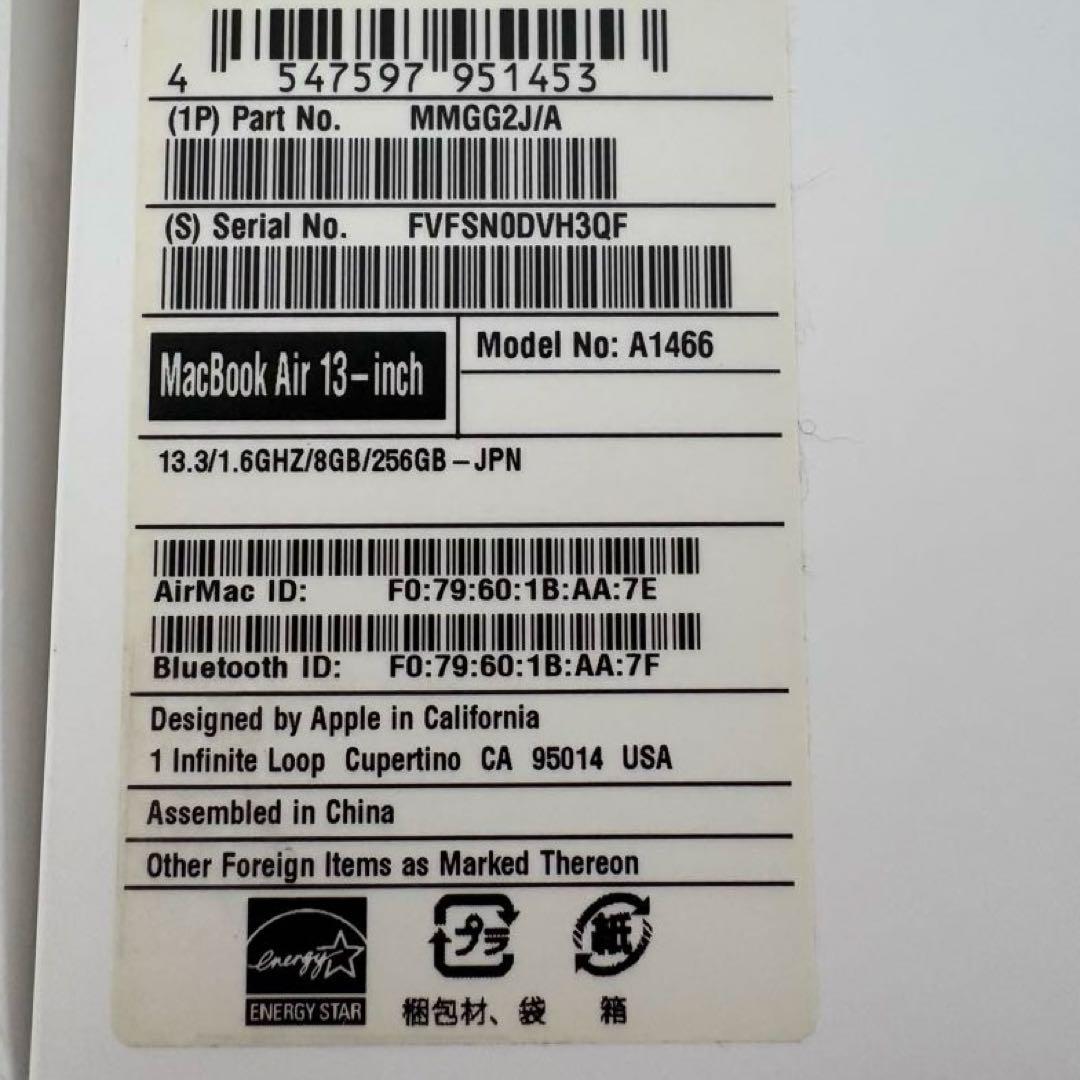 4 547597 951453
(1P) Part No. MMGG2J/A
(S) Serial No. FVFSN0DVH3QF
MacBook Air 13-inch
Model No: A1466
13.3/1.6GHZ/8GB/256GB-JPN
AirMac ID: F0:79:60:1B:AA:7E
Bluetooth ID: F0:79:60:1B:AA:7F
Designed by Apple in California
1 Infinite Loop Cupertino CA 95014 USA
Assembled in China
Other Foreign Items as Marked Thereon
energy
ENERGY STAR
プラ
紙
梱包材、袋
箱